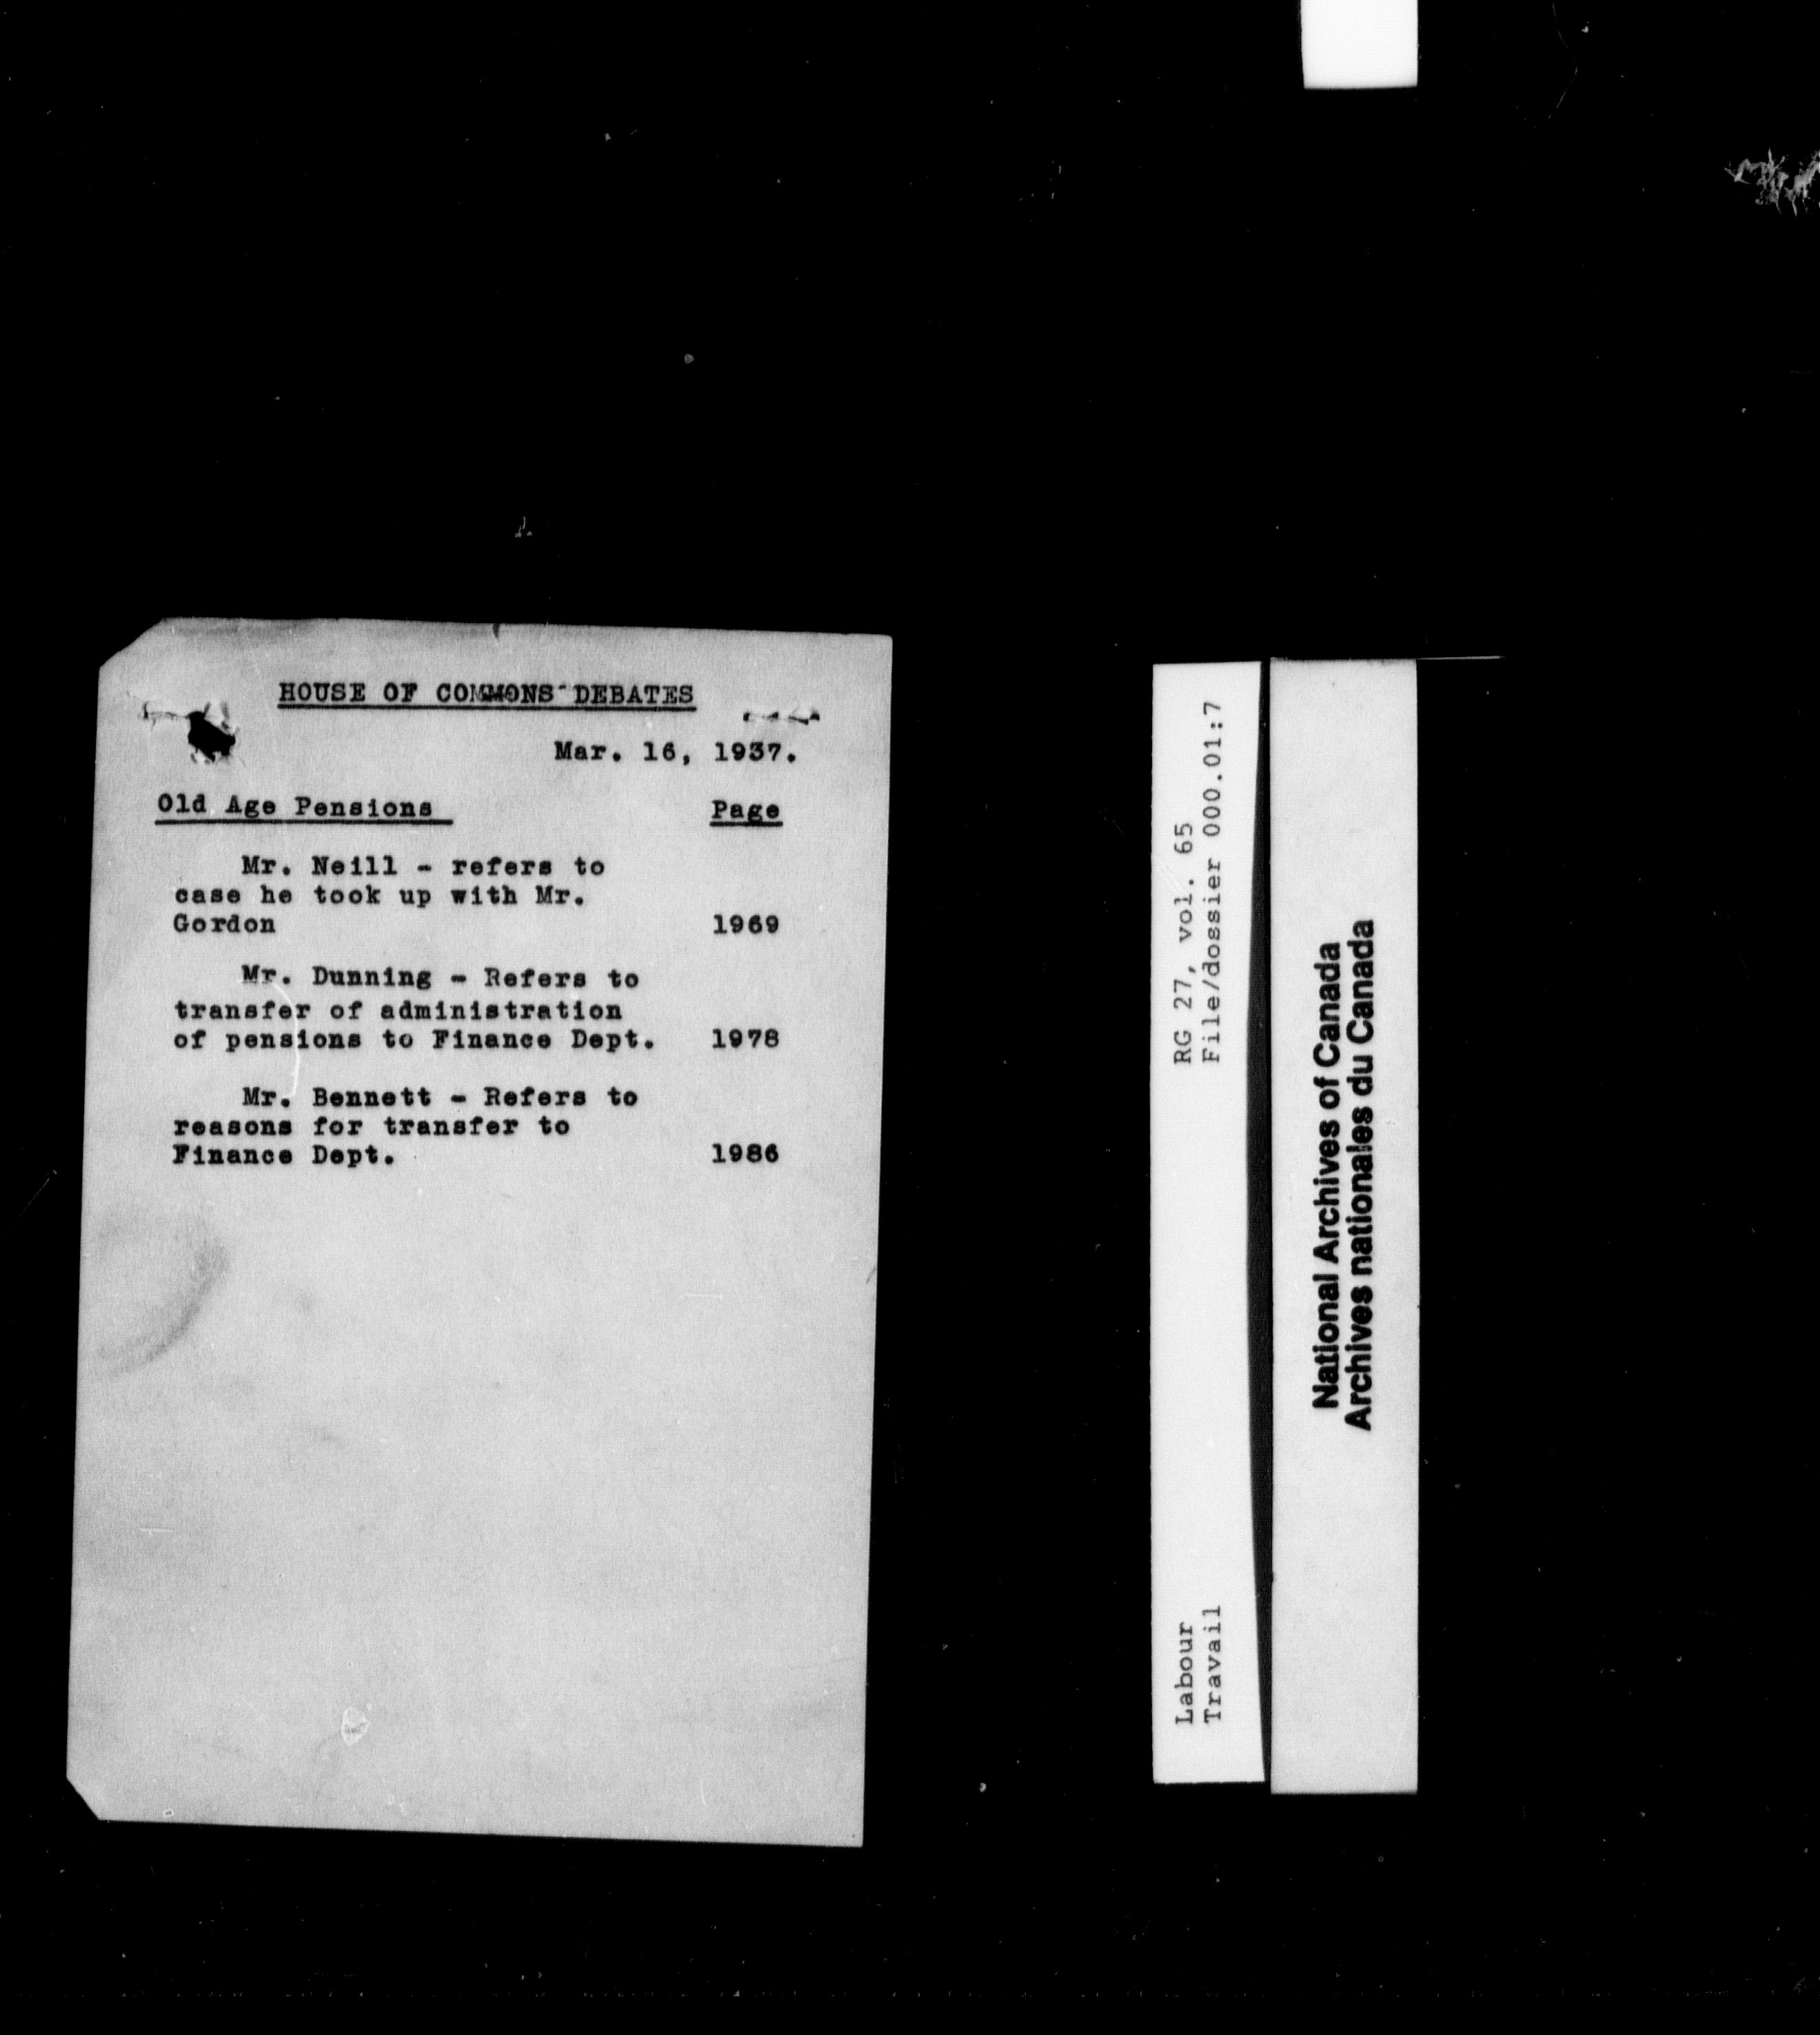 HOUSE OF COMMONS DEBATES
Mar. 16, 1937.
Old Age Pensions Page
Mr. Neill - refers to
case he took up with Mr.
Gordon 1969
Mr. Dunning - Refers to
transfer of administration
of pensions to Finance Dept. 1978
Mr. Bennett - Refers to
reasons for transfer to
Finance Dept. 1986
RG 27, vol. 65
File/dossier 000.01:7
Labour
Travail
National Archives of Canada
Archives nationales du Canada